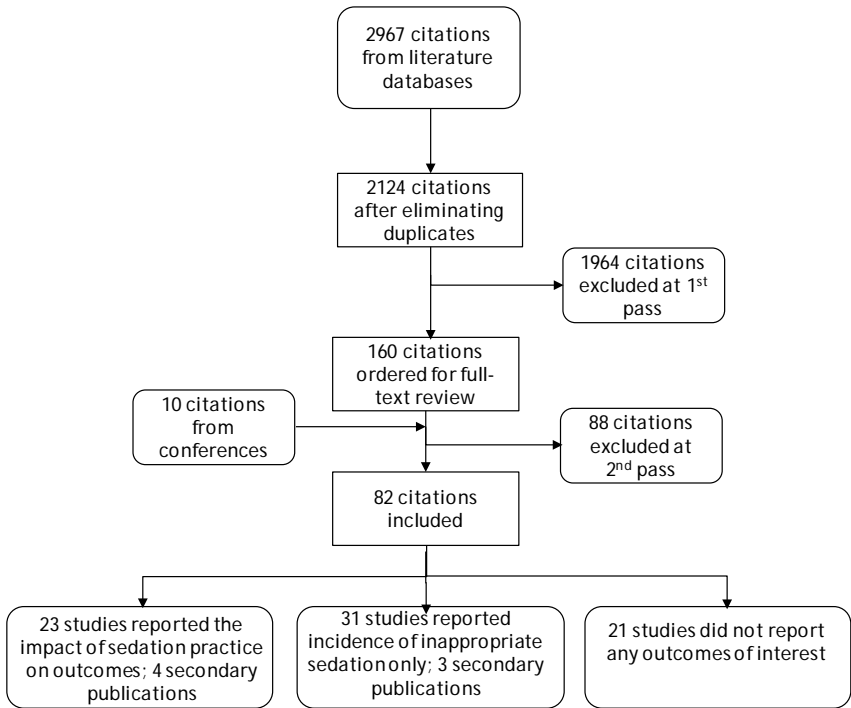 2967 citations
from literature
databases
2124 citations
after eliminating
duplicates
1964 citations
excluded at 1st
pass
160 citations
ordered for full-
text review
10 citations
from
conferences
88 citations
excluded at
2nd pass
82 citations
included
23 studies reported the
impact of sedation practice
on outcomes; 4 secondary
publications
31 studies reported
incidence of inappropriate
sedation only; 3 secondary
publications
21 studies did not report
any outcomes of interest